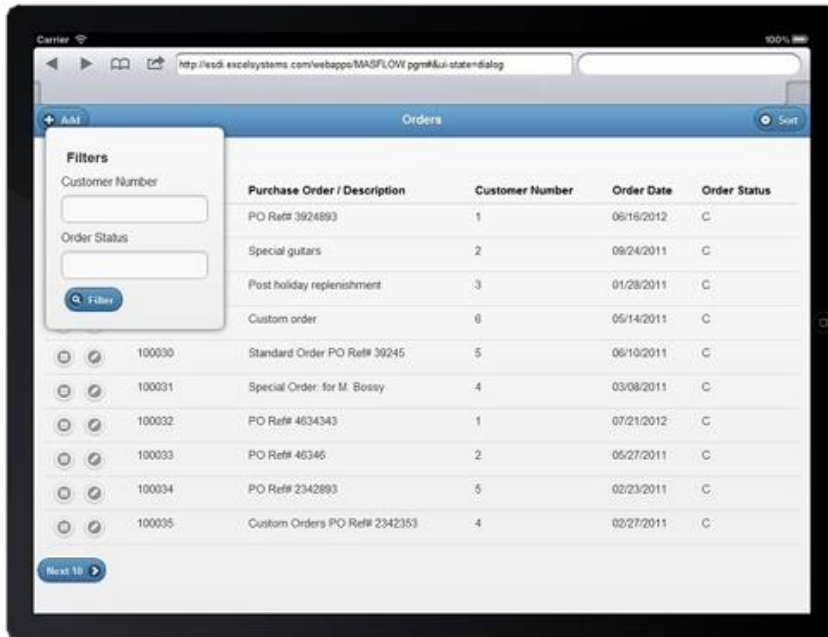 Carrier
100%
http://esdi.excelsystems.com/webapps/MASFLOW.pgm#&ui-state=dialog
Add
Orders
Sort
Filters
Customer Number
Order Status
Filter
Purchase Order / Description Customer Number Order Date Order Status
PO Ref# 3924893 1 06/16/2012 C
Special guitars 2 09/24/2011 C
Post holiday replenishment 3 01/28/2011 C
Custom order 6 05/14/2011 C
100030 Standard Order PO Ref# 39245 5 06/10/2011 C
100031 Special Order: for M. Bossy 4 03/08/2011 C
100032 PO Ref# 4634343 1 07/21/2012 C
100033 PO Ref# 46346 2 05/27/2011 C
100034 PO Ref# 2342893 5 02/23/2011 C
100035 Custom Orders PO Ref# 2342353 4 02/27/2011 C
Next 10